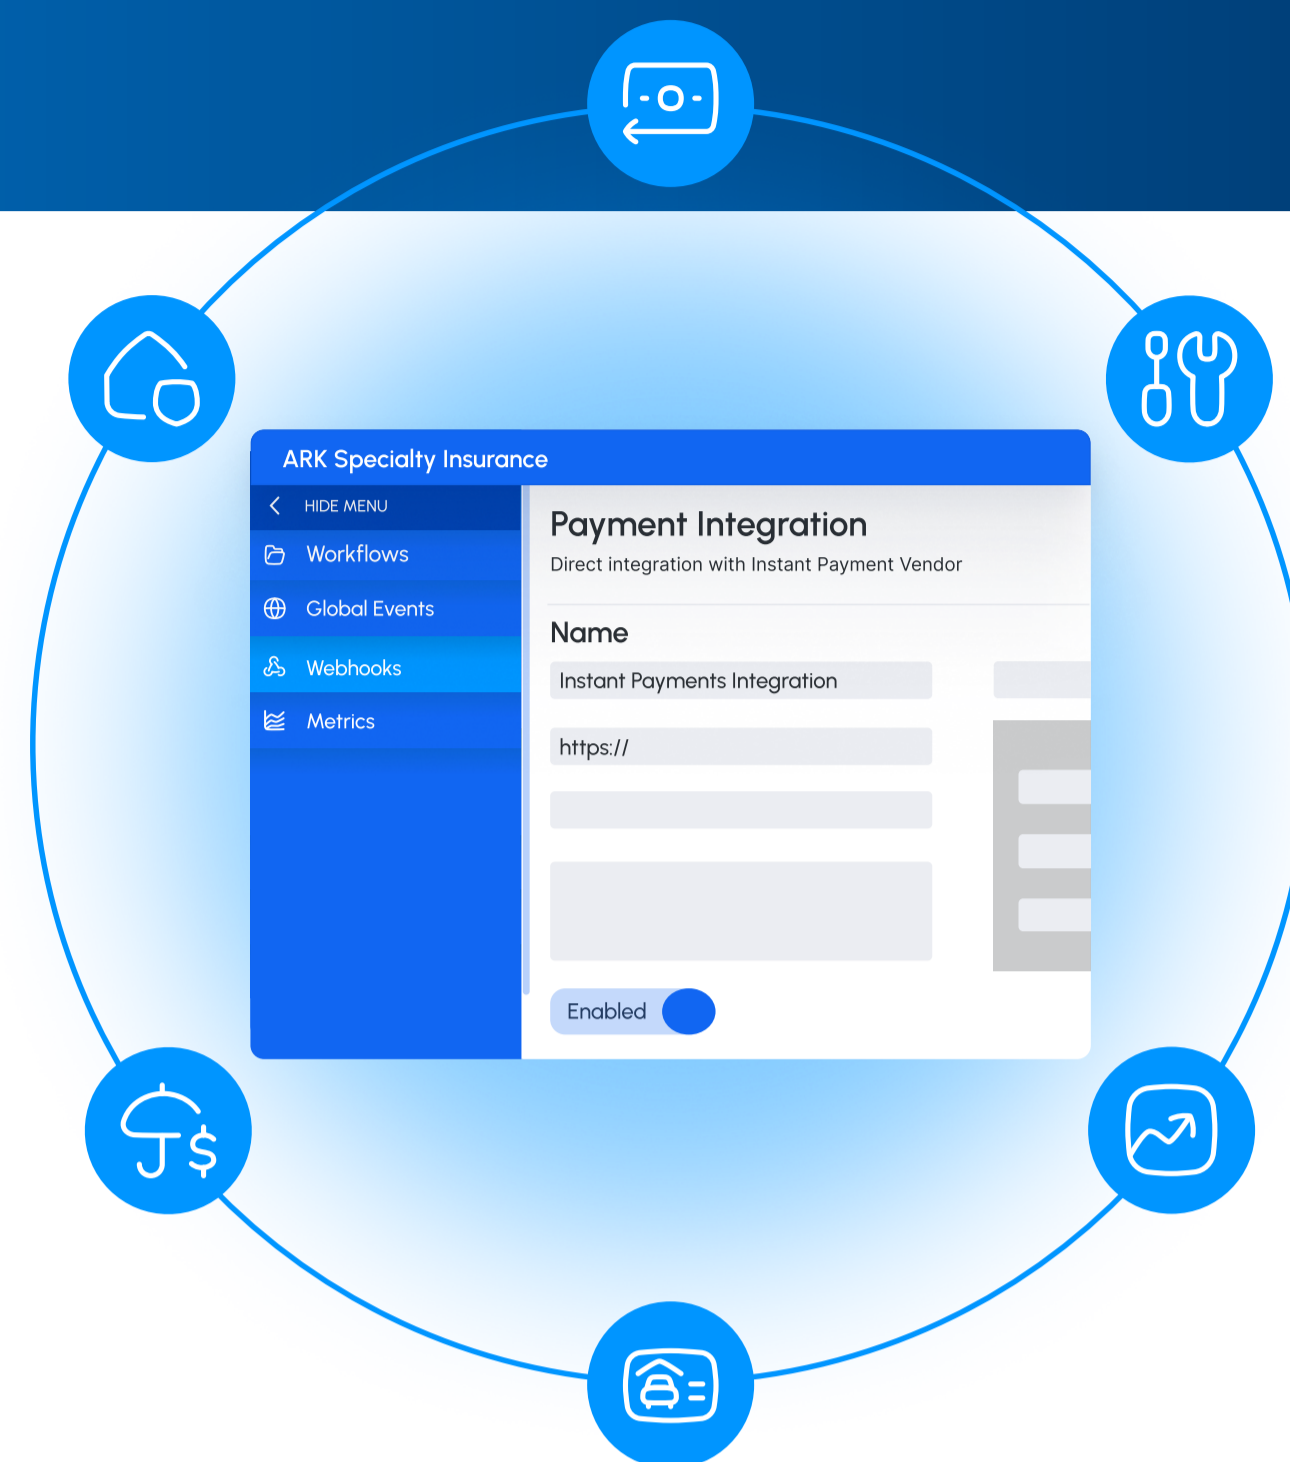 ARK Specialty Insurance
HIDE MENU
Workflows
Global Events
Webhooks
Metrics
Payment Integration
Direct integration with Instant Payment Vendor
Name
Instant Payments Integration
https://
Enabled